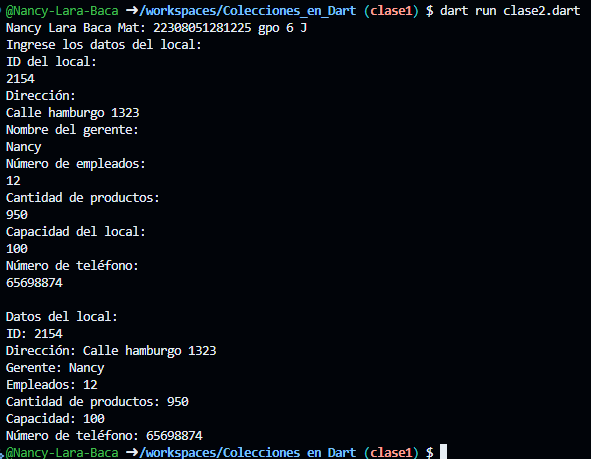 @Nancy-Lara-Baca ➜/workspaces/Colecciones_en_Dart (clase1) $ dart run clase2.dart
Nancy Lara Baca Mat: 22308051281225 gpo 6 J
Ingrese los datos del local:
ID del local:
2154
Dirección:
Calle hamburgo 1323
Nombre del gerente:
Nancy
Número de empleados:
12
Cantidad de productos:
950
Capacidad del local:
100
Número de teléfono:
65698874

Datos del local:
ID: 2154
Dirección: Calle hamburgo 1323
Gerente: Nancy
Empleados: 12
Cantidad de productos: 950
Capacidad: 100
Número de teléfono: 65698874
@Nancy-Lara-Baca ➜/workspaces/Colecciones_en_Dart (clase1) $